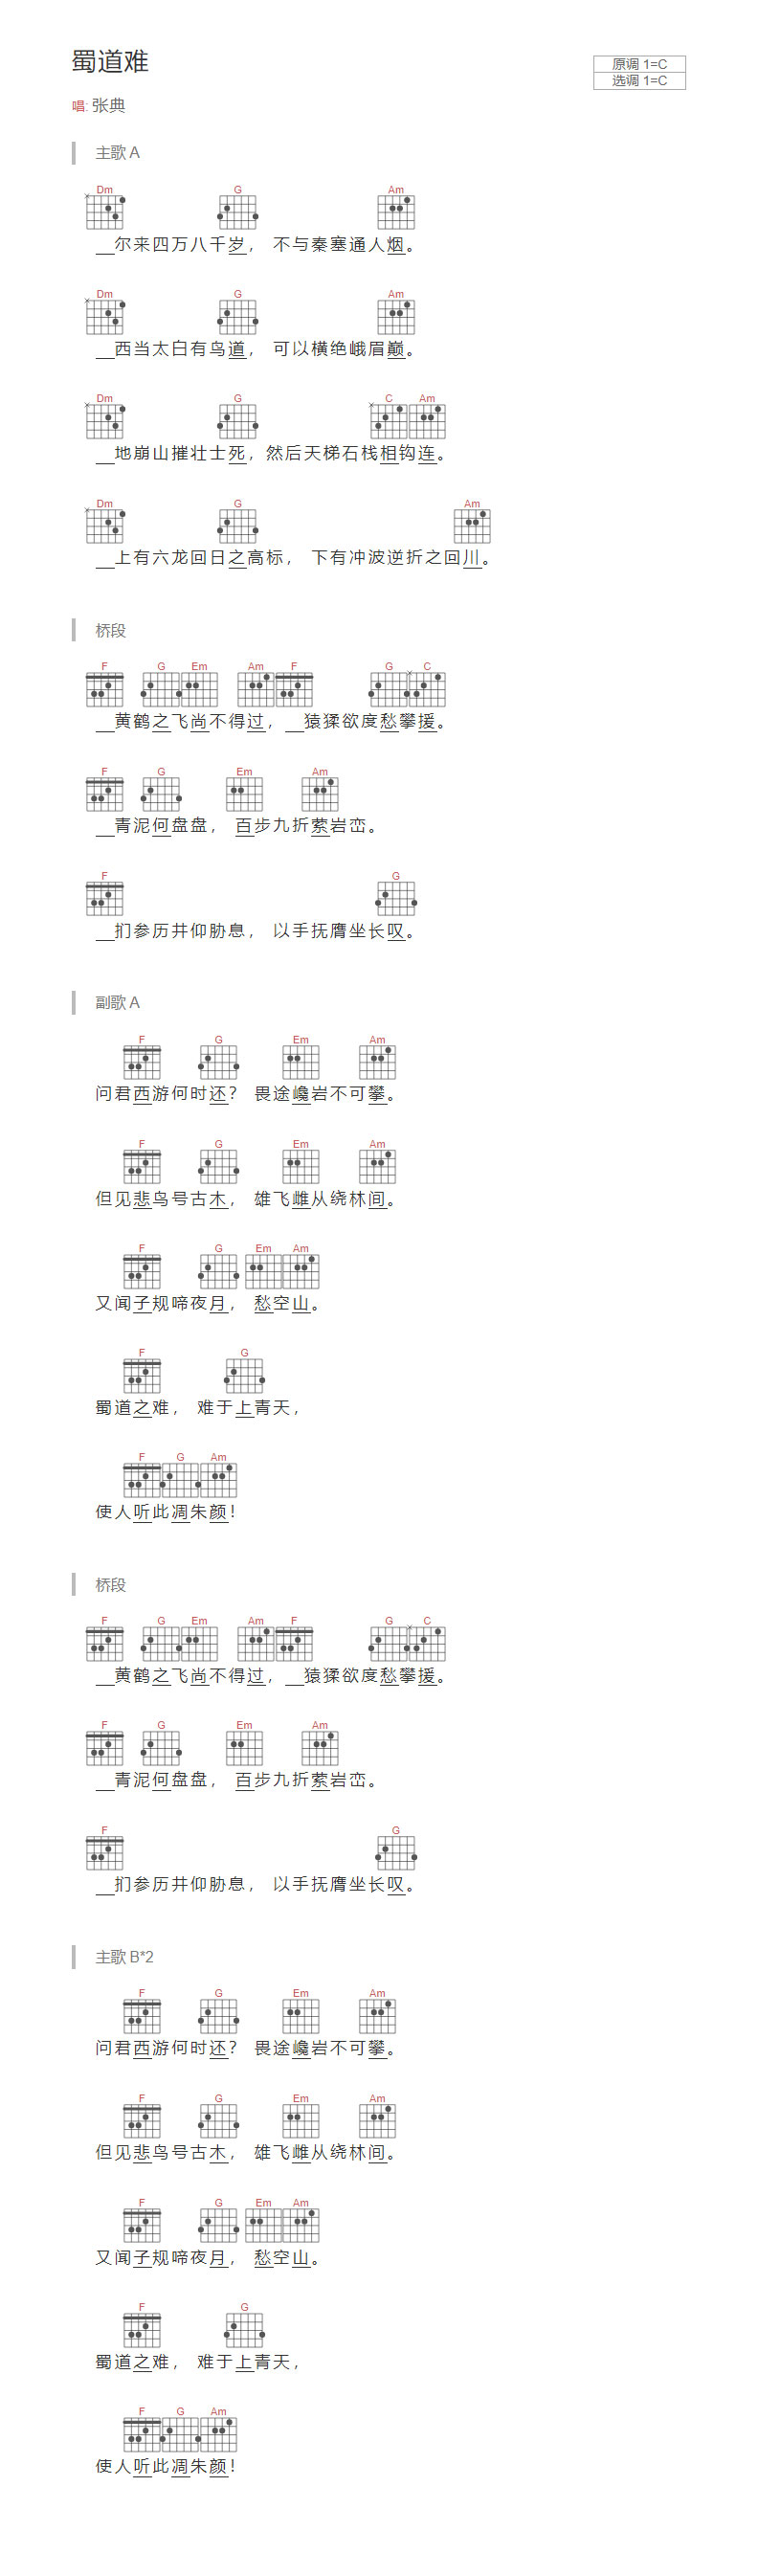 蜀道难
原调 1=C
选调 1=C
唱: 张典
主歌 A
Dm G Am
__尔来四万八千岁， 不与秦塞通人烟。
Dm G Am
__西当太白有鸟道， 可以横绝峨眉巅。
Dm G C Am
__地崩山摧壮士死，然后天梯石栈相钩连。
Dm G Am
__上有六龙回日之高标， 下有冲波逆折之回川。
桥段
F G Em Am F G C
__黄鹤之飞尚不得过，__猿猱欲度愁攀援。
F G Em Am
__青泥何盘盘， 百步九折萦岩峦。
F G
__扪参历井仰胁息， 以手抚膺坐长叹。
副歌 A
F G Em Am
问君西游何时还？ 畏途巉岩不可攀。
F G Em Am
但见悲鸟号古木， 雄飞雌从绕林间。
F G Em Am
又闻子规啼夜月， 愁空山。
F G
蜀道之难， 难于上青天，
F G Am
使人听此凋朱颜！
桥段
F G Em Am F G C
__黄鹤之飞尚不得过，__猿猱欲度愁攀援。
F G Em Am
__青泥何盘盘， 百步九折萦岩峦。
F G
__扪参历井仰胁息， 以手抚膺坐长叹。
主歌 B*2
F G Em Am
问君西游何时还？ 畏途巉岩不可攀。
F G Em Am
但见悲鸟号古木， 雄飞雌从绕林间。
F G Em Am
又闻子规啼夜月， 愁空山。
F G
蜀道之难， 难于上青天，
F G Am
使人听此凋朱颜！